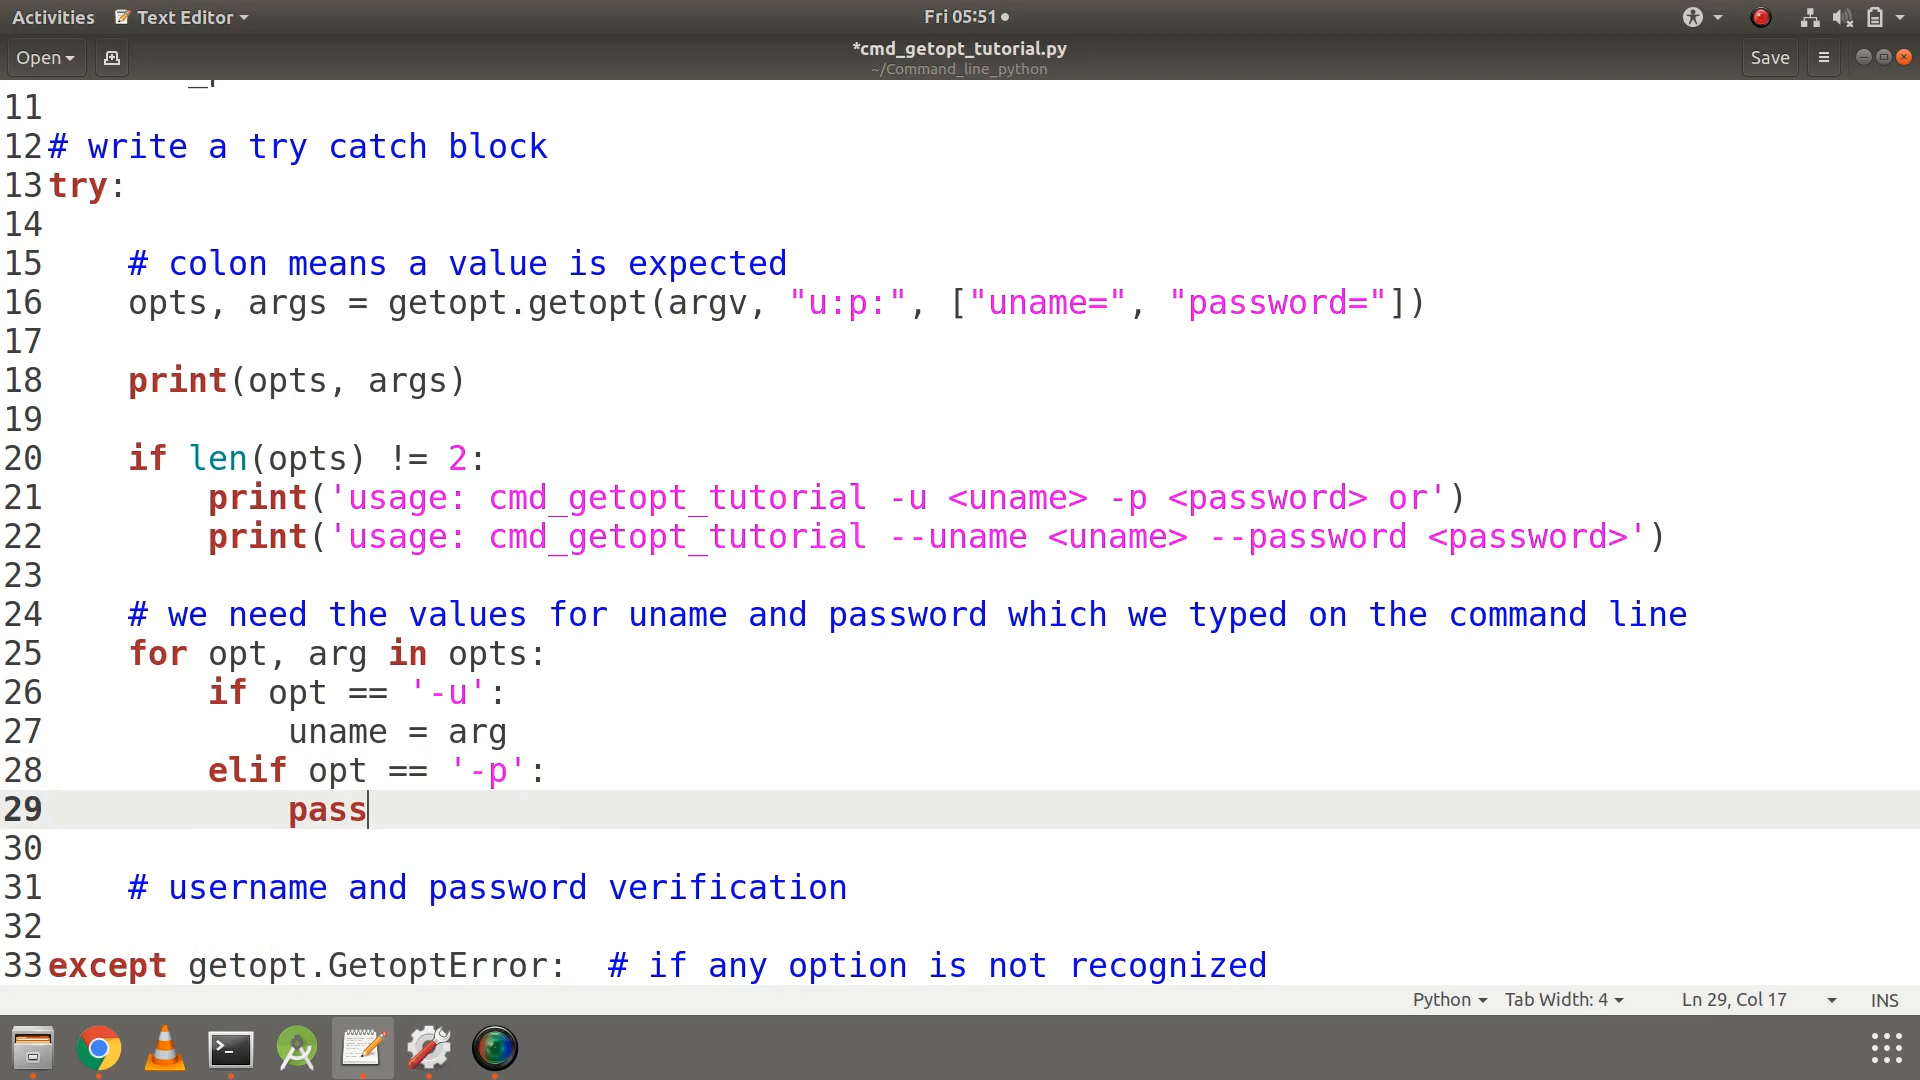 Activities Text Editor Fri 05:51
Open *cmd_getopt_tutorial.py Save
~/Command_line_python
11
12 # write a try catch block
13 try:
14
15     # colon means a value is expected
16     opts, args = getopt.getopt(argv, "u:p:", ["uname=", "password="])
17
18     print(opts, args)
19
20     if len(opts) != 2:
21         print('usage: cmd_getopt_tutorial -u <uname> -p <password> or')
22         print('usage: cmd_getopt_tutorial --uname <uname> --password <password>')
23
24     # we need the values for uname and password which we typed on the command line
25     for opt, arg in opts:
26         if opt == '-u':
27             uname = arg
28         elif opt == '-p':
29             pass
30
31     # username and password verification
32
33 except getopt.GetoptError:  # if any option is not recognized
Python Tab Width: 4 Ln 29, Col 17 INS